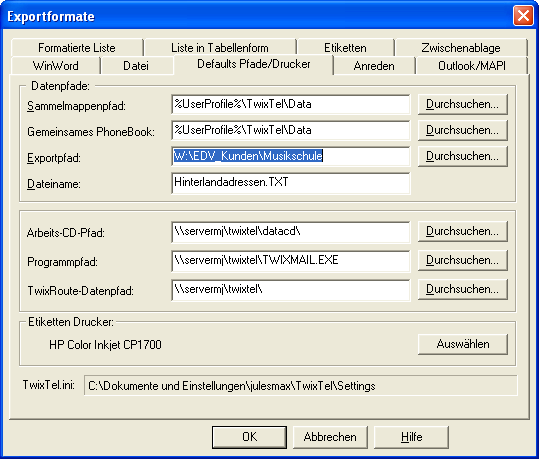 Exportformate
Formatierte Liste Liste in Tabellenform Etiketten Zwischenablage
WinWord Datei Defaults Pfade/Drucker Anreden Outlook/MAPI
Datenpfade:
Sammelmappenpfad: %UserProfile%\TwixTel\Data Durchsuchen...
Gemeinsames PhoneBook: %UserProfile%\TwixTel\Data Durchsuchen...
Exportpfad: W:\EDV_Kunden\Musikschule Durchsuchen...
Dateiname: Hinterlandadressen.TXT
Arbeits-CD-Pfad: \\servermj\twixtel\datacd\ Durchsuchen...
Programmpfad: \\servermj\twixtel\TWIXMAIL.EXE Durchsuchen...
TwixRoute-Datenpfad: \\servermj\twixtel\ Durchsuchen...
Etiketten Drucker:
HP Color Inkjet CP1700 Auswählen
TwixTel.ini: C:\Dokumente und Einstellungen\julesmax\TwixTel\Settings
OK Abbrechen Hilfe